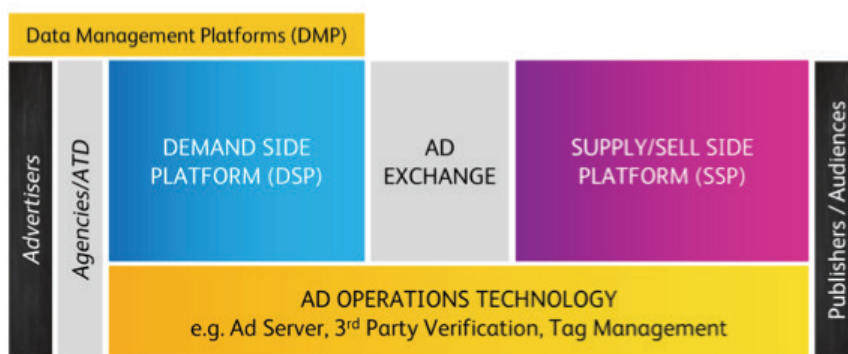 Data Management Platforms (DMP)
Advertisers
Agencies/ATD
DEMAND SIDE
PLATFORM (DSP)
AD
EXCHANGE
SUPPLY/SELL SIDE
PLATFORM (SSP)
Publishers / Audiences
AD OPERATIONS TECHNOLOGY
e.g. Ad Server, 3rd Party Verification, Tag Management